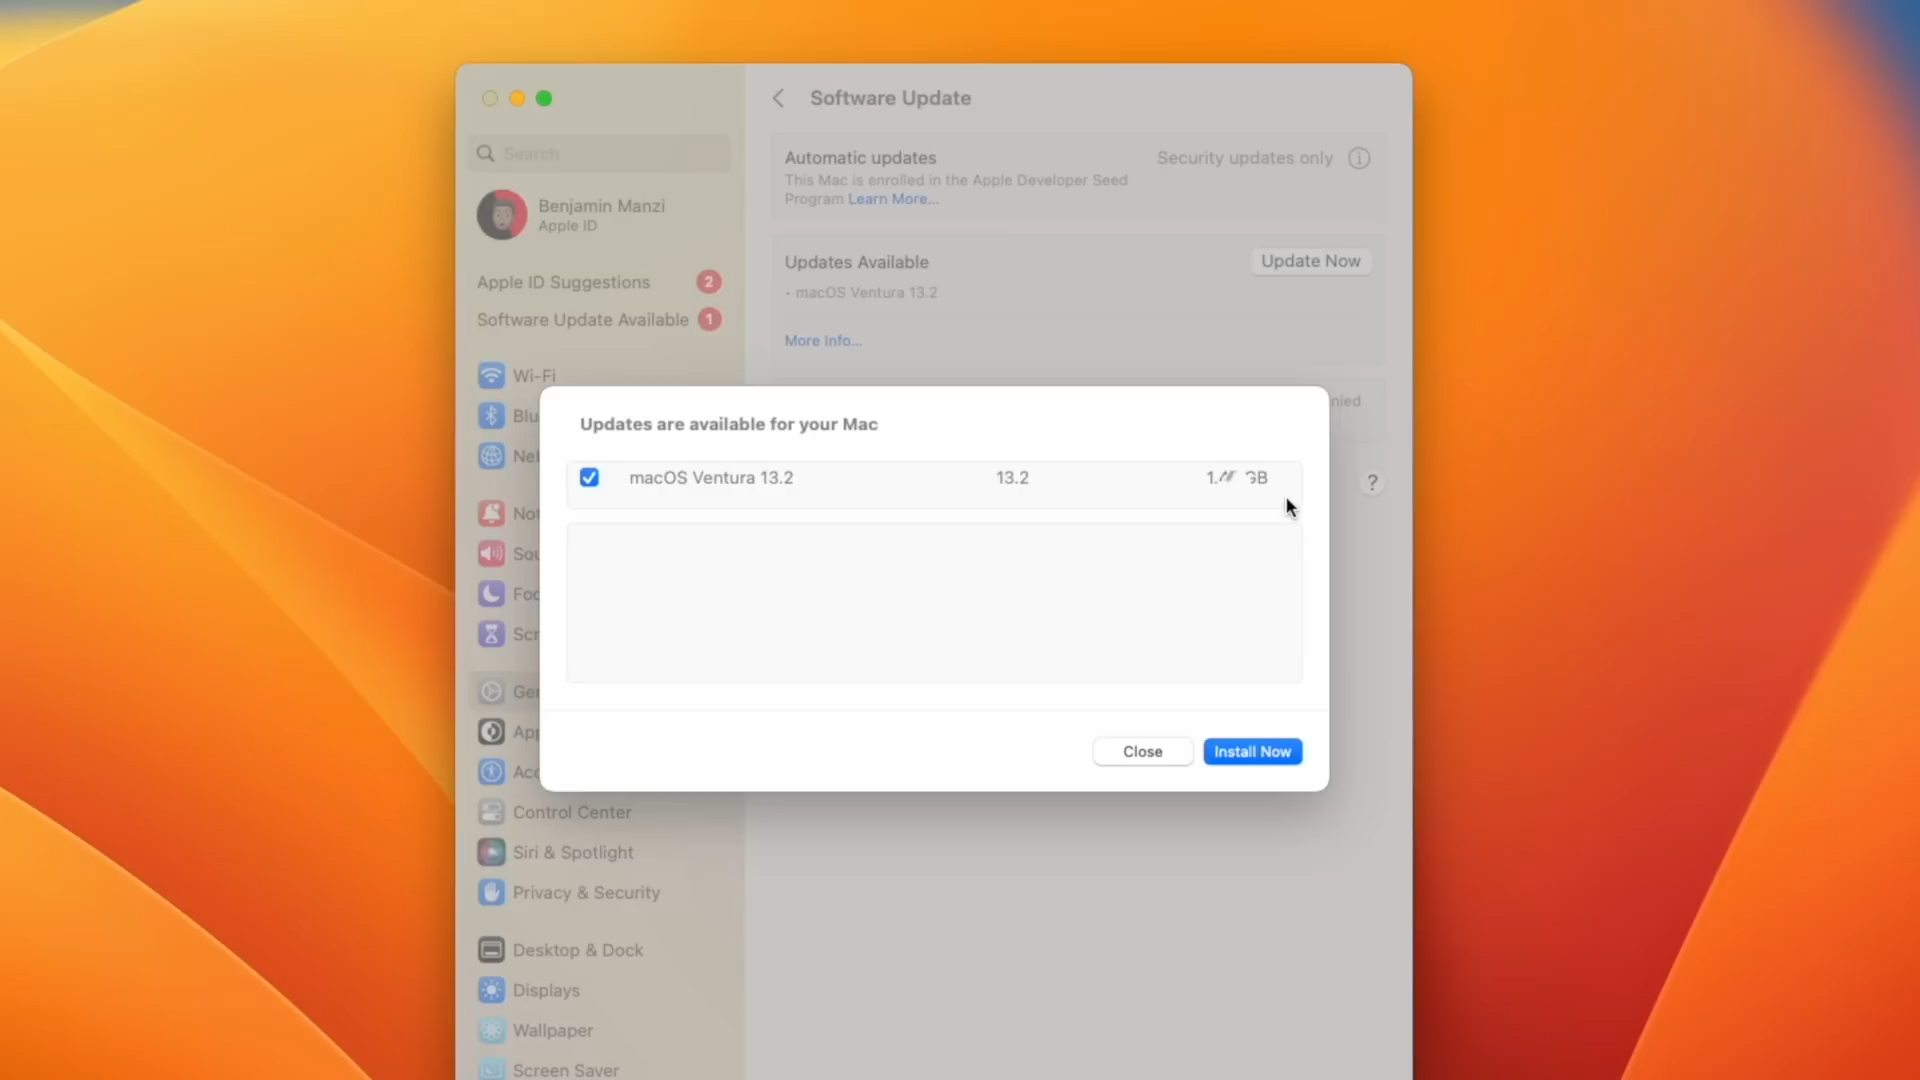 Software Update
Search
Automatic updates
Security updates only
This Mac is enrolled in the Apple Developer Seed
Program Learn More...
Benjamin Manzi
Apple ID
Updates Available
Update Now
• macOS Ventura 13.2
Apple ID Suggestions 2
Software Update Available 1
More Info...
Wi-Fi
Updates are available for your Mac
macOS Ventura 13.2 13.2 GB
?
Close
Install Now
Control Center
Siri & Spotlight
Privacy & Security
Desktop & Dock
Displays
Wallpaper
Screen Saver